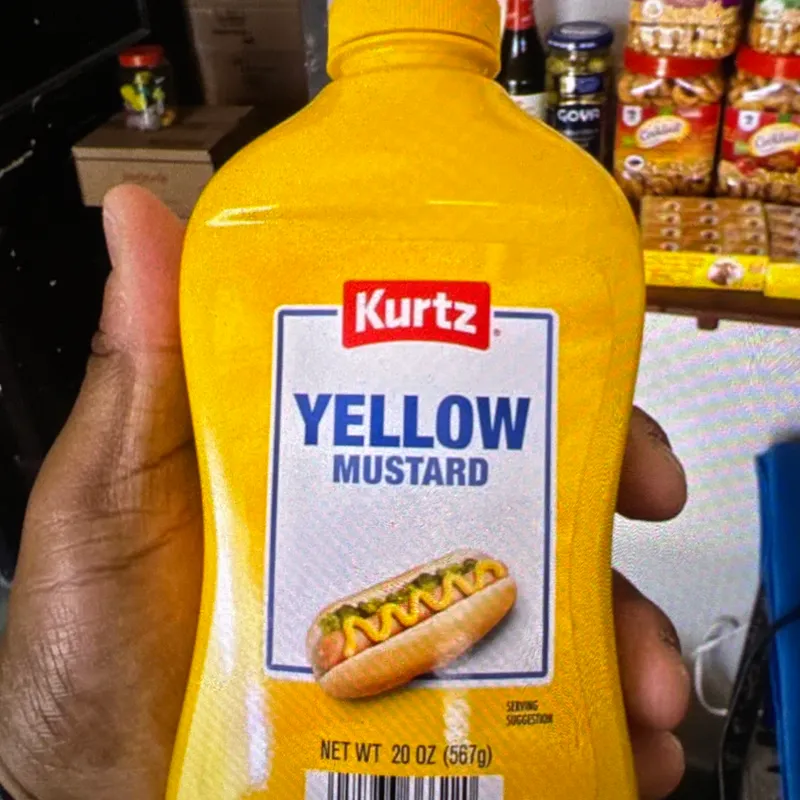 Kurtz
YELLOW
MUSTARD
SERVING
SUGGESTION
NET WT 20 OZ (567g)
GOYA